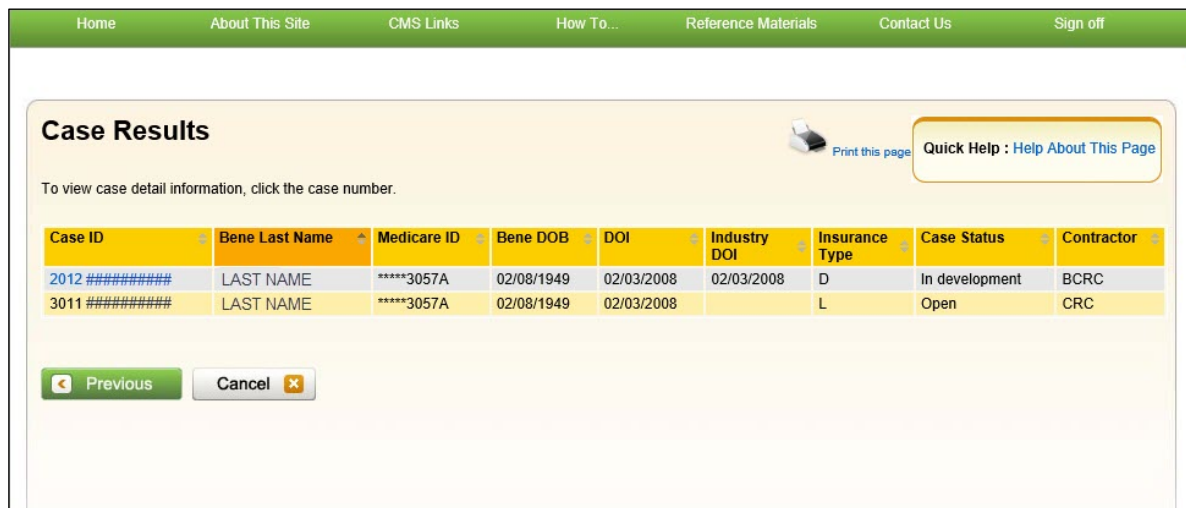 Home About This Site CMS Links How To... Reference Materials Contact Us Sign off
Case Results
Print this page
Quick Help : Help About This Page
To view case detail information, click the case number.
Case ID Bene Last Name Medicare ID Bene DOB DOI Industry DOI Insurance Type Case Status Contractor
2012 ########## LAST NAME *****3057A 02/08/1949 02/03/2008 02/03/2008 D In development BCRC
3011 ########## LAST NAME *****3057A 02/08/1949 02/03/2008 L Open CRC
Previous Cancel